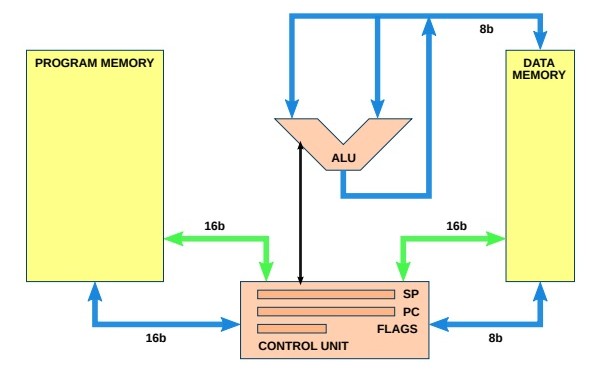 8b
PROGRAM MEMORY
DATA
MEMORY
ALU
16b
16b
SP
PC
FLAGS
CONTROL UNIT
16b
8b